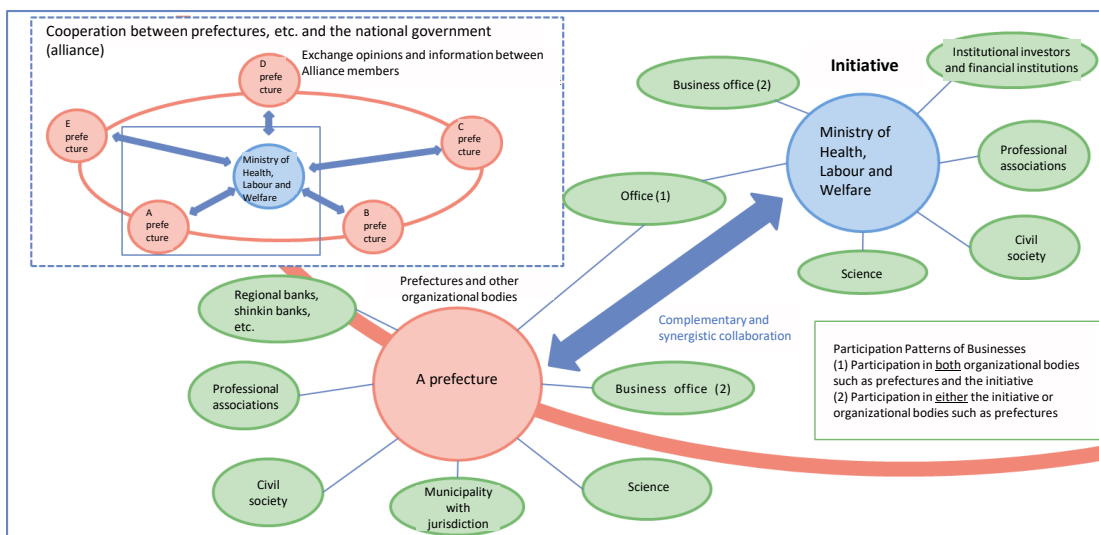 Cooperation between prefectures, etc. and the national government
(alliance)
Exchange opinions and information between
Alliance members
D
prefe
cture
E
prefe
cture
C
prefe
cture
Ministry of
Health,
Labour and
Welfare
A
prefe
cture
B
prefe
cture
Initiative
Institutional investors
and financial institutions
Business office (2)
Ministry of
Health,
Labour and
Welfare
Professional
associations
Office (1)
Civil
society
Science
Prefectures and other
organizational bodies
Regional banks,
shinkin banks,
etc.
Complementary and
synergistic collaboration
A prefecture
Professional
associations
Business office (2)
Civil
society
Municipality
with
jurisdiction
Science
Participation Patterns of Businesses
(1) Participation in both organizational bodies
such as prefectures and the initiative
(2) Participation in either the initiative or
organizational bodies such as prefectures